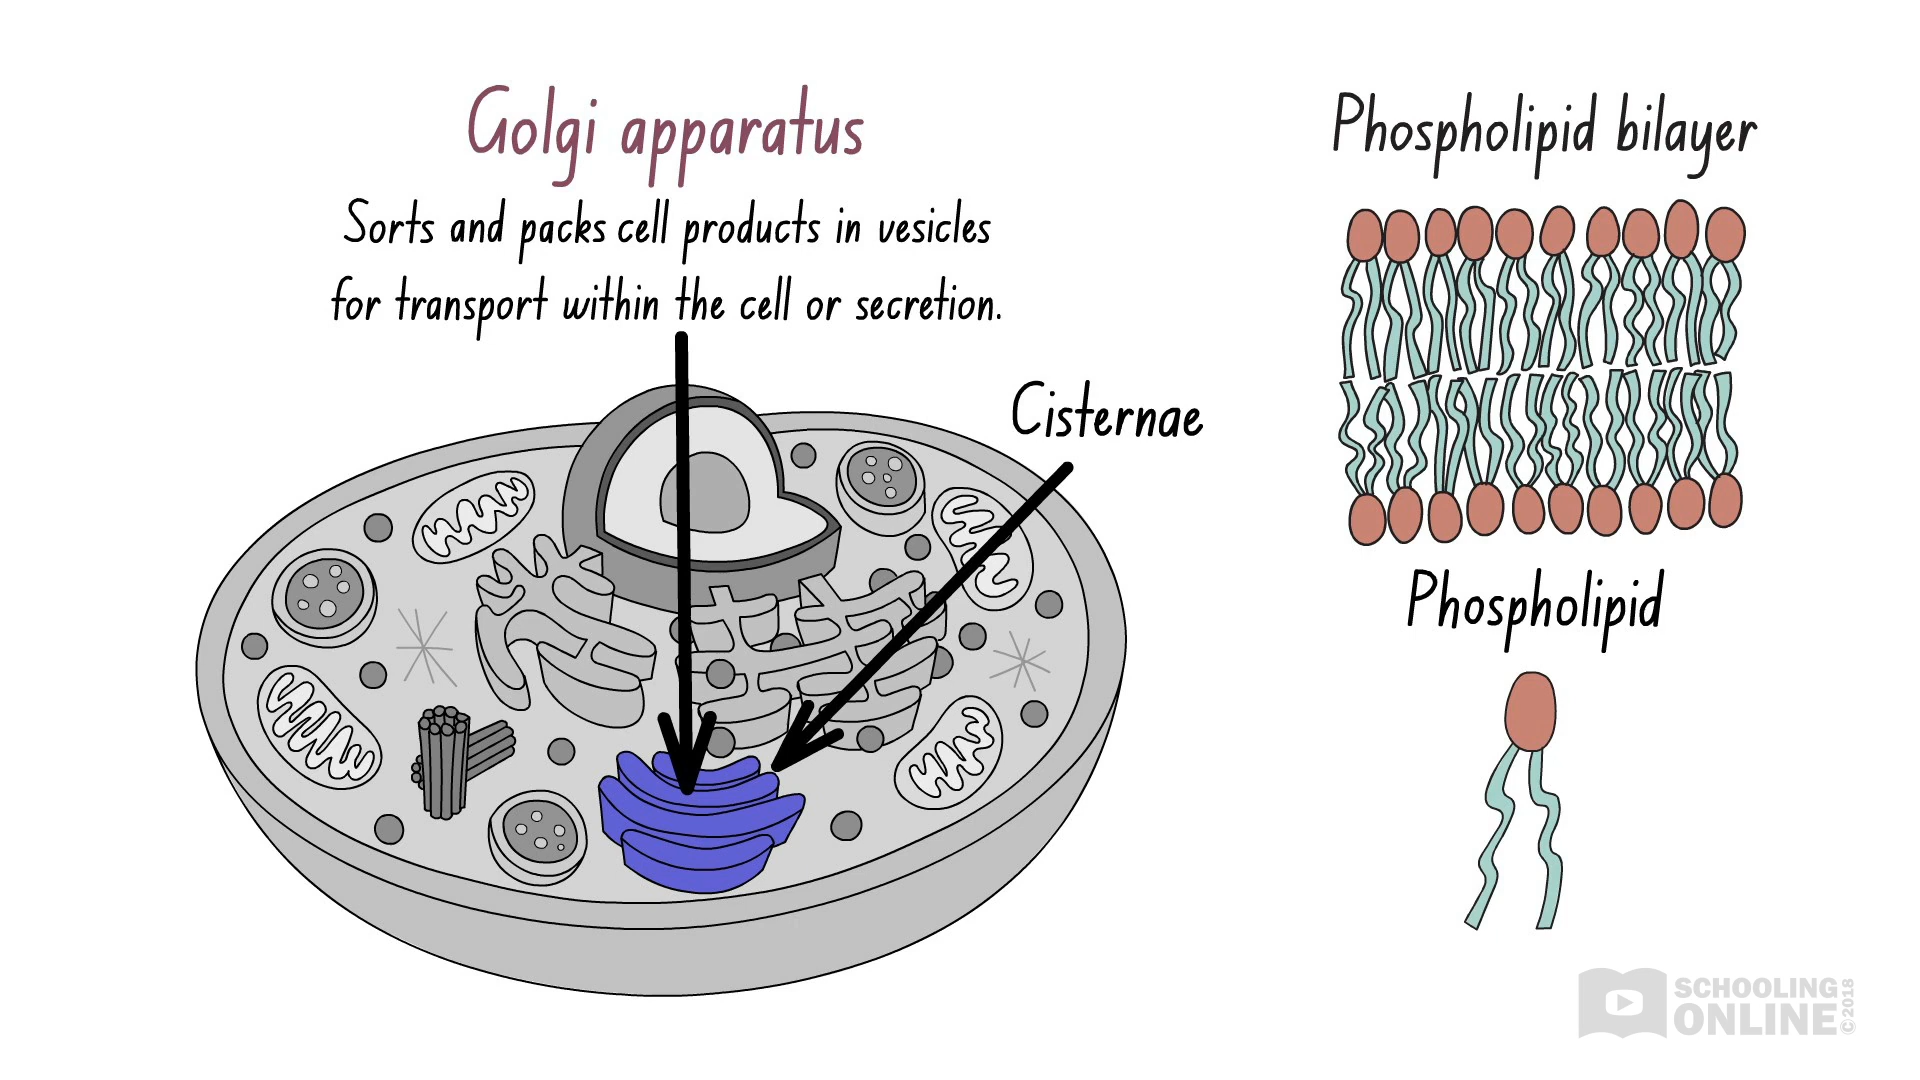 Golgi apparatus
Sorts and packs cell products in vesicles
for transport within the cell or secretion.
Cisternae
Phospholipid bilayer
Phospholipid
SCHOOLING
ONLINE
©2018